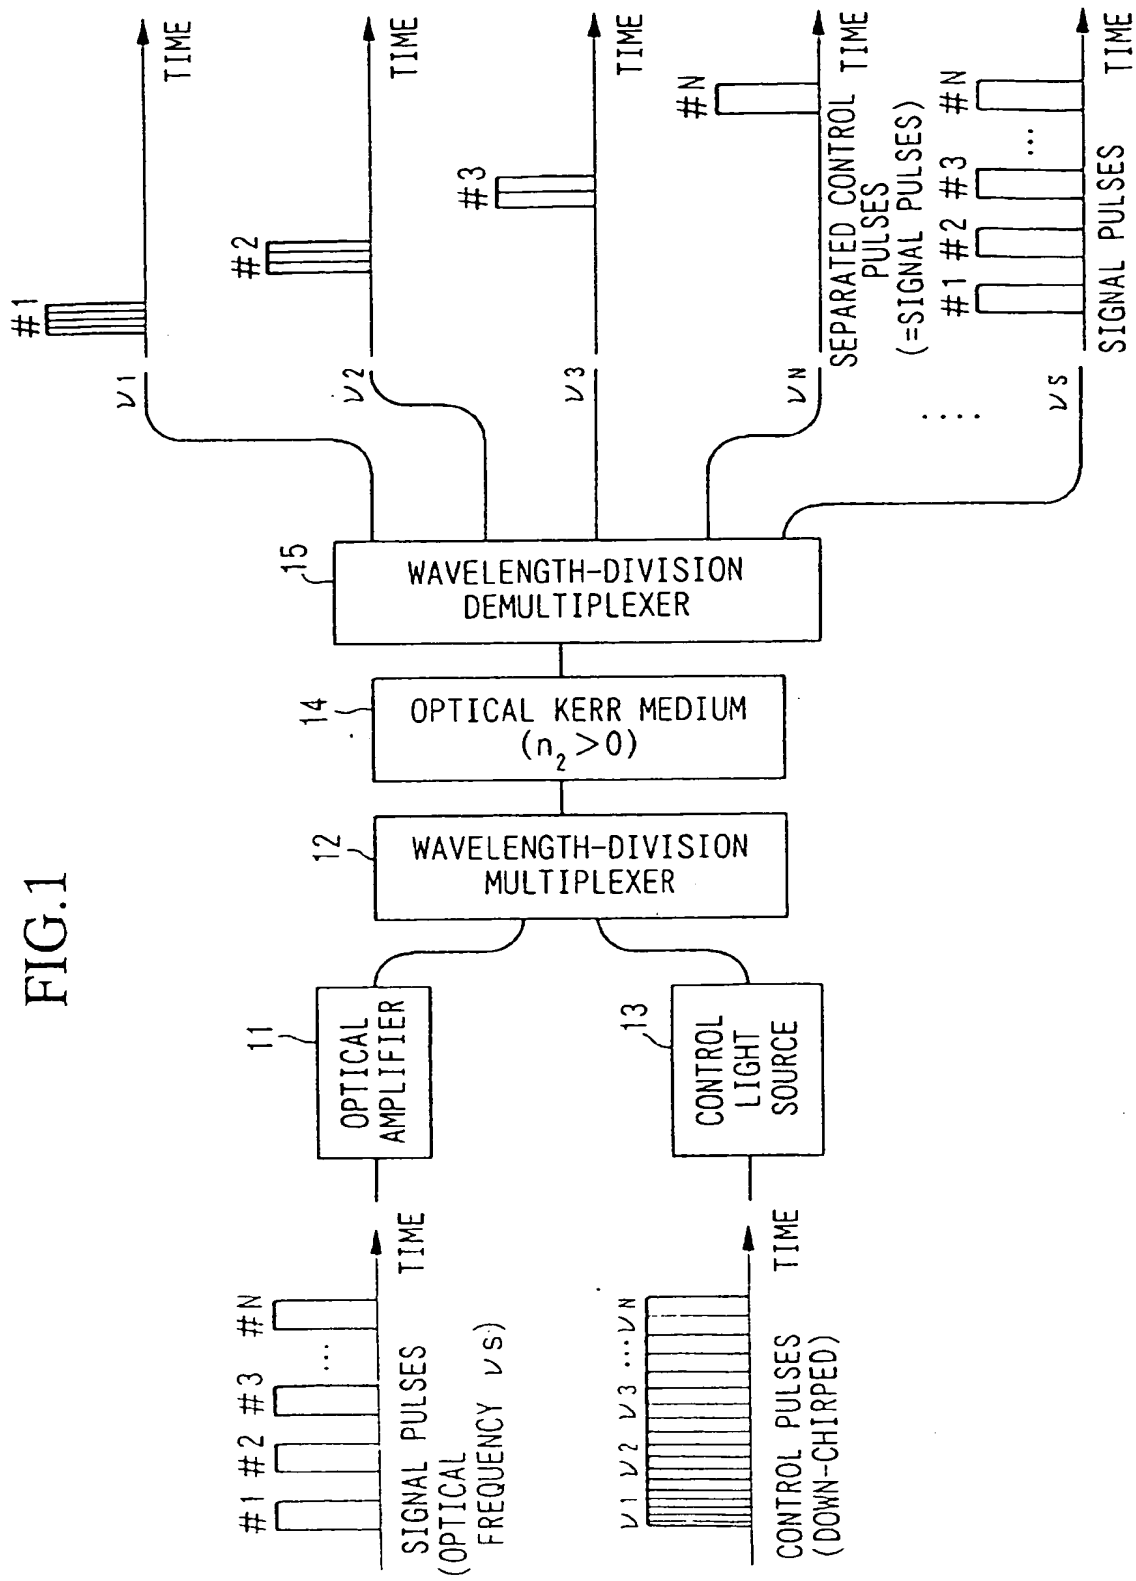 FIG.1
#1 #2 #3 ... #N
TIME
SIGNAL PULSES
(OPTICAL
FREQUENCY νs)
ν1 ν2 ν3 ...νN
TIME
CONTROL PULSES
(DOWN-CHIRPED)
11
OPTICAL
AMPLIFIER
13
CONTROL
LIGHT
SOURCE
12
WAVELENGTH-DIVISION
MULTIPLEXER
14
OPTICAL KERR MEDIUM
(n2>0)
15
WAVELENGTH-DIVISION
DEMULTIPLEXER
ν1
#1
TIME
ν2
#2
TIME
ν3
#3
TIME
νN
#N
TIME
SEPARATED CONTROL
PULSES
(=SIGNAL PULSES)
....
νS
#1 #2 #3 ... #N
TIME
SIGNAL PULSES